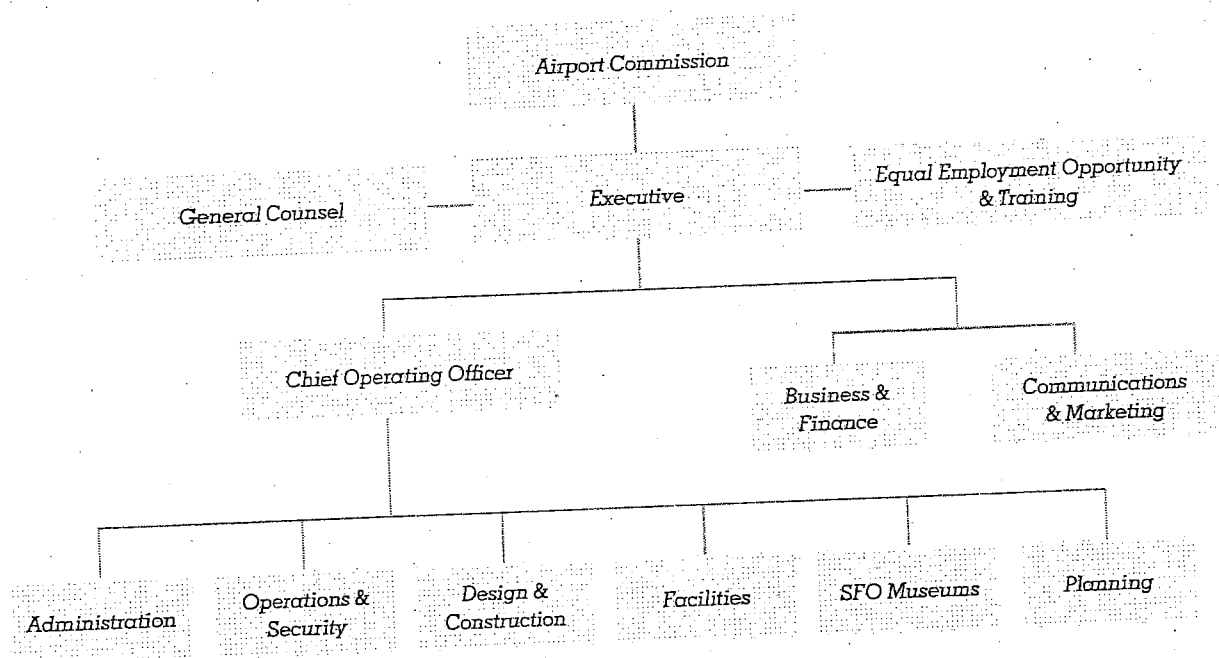 Airport Commission
General Counsel
Executive
Equal Employment Opportunity
& Training
Chief Operating Officer
Business &
Finance
Communications
& Marketing
Administration
Operations &
Security
Design &
Construction
Facilities
SFO Museums
Planning